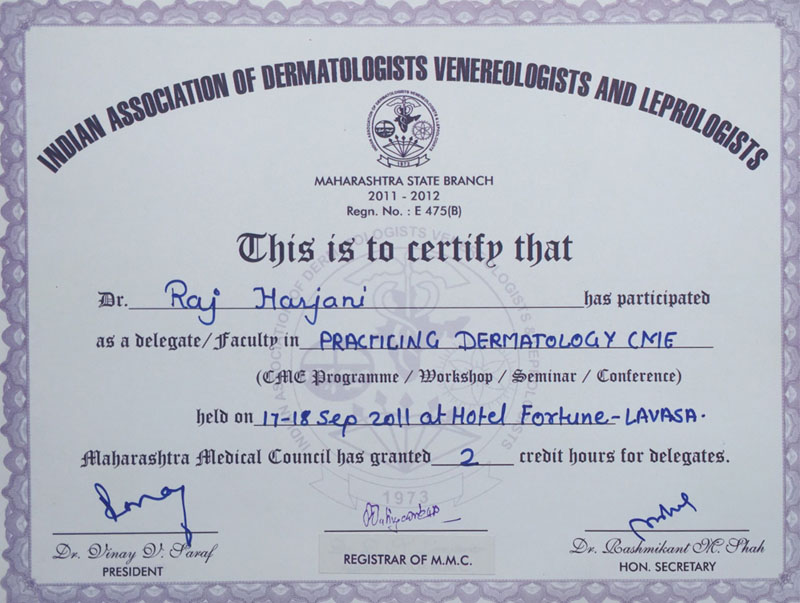 INDIAN ASSOCIATION OF DERMATOLOGISTS VENEREOLOGISTS AND LEPROLOGISTS
1973
MAHARASHTRA STATE BRANCH
2011 - 2012
Regn. No. : E 475(B)
This is to certify that
Dr. Raj Harjani has participated
as a delegate/Faculty in PRACTICING DERMATOLOGY CME
(CME Programme / Workshop / Seminar / Conference)
held on 17-18 Sep 2011 at Hotel Fortune-LAVASA.
Maharashtra Medical Council has granted 2 credit hours for delegates.
1973
Dr. Vinay V. Saraf
PRESIDENT
REGISTRAR OF M.M.C.
Dr. Rashmikant M. Shah
HON. SECRETARY